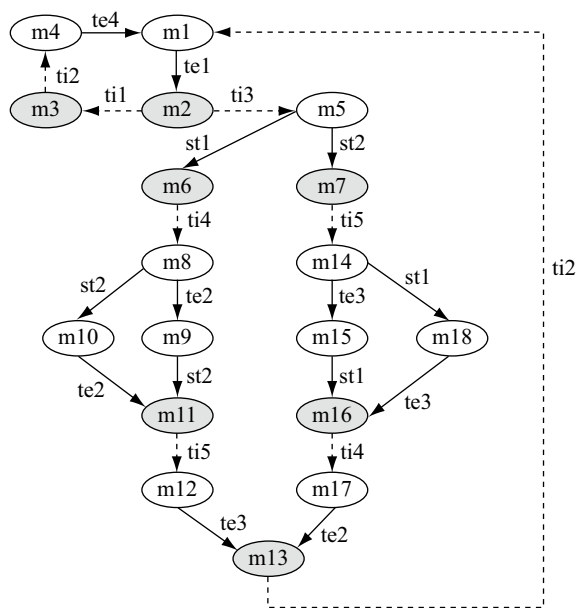 m4 te4 m1
ti2 te1
m3 ti1 m2 ti3 m5
st1 st2
m6 m7
ti4 ti5
m8 m14
st2 te2 te3 st1 ti2
m10 m9 m15 m18
te2 st2 st1 te3
m11 m16
ti5 ti4
m12 m17
te3 te2
m13